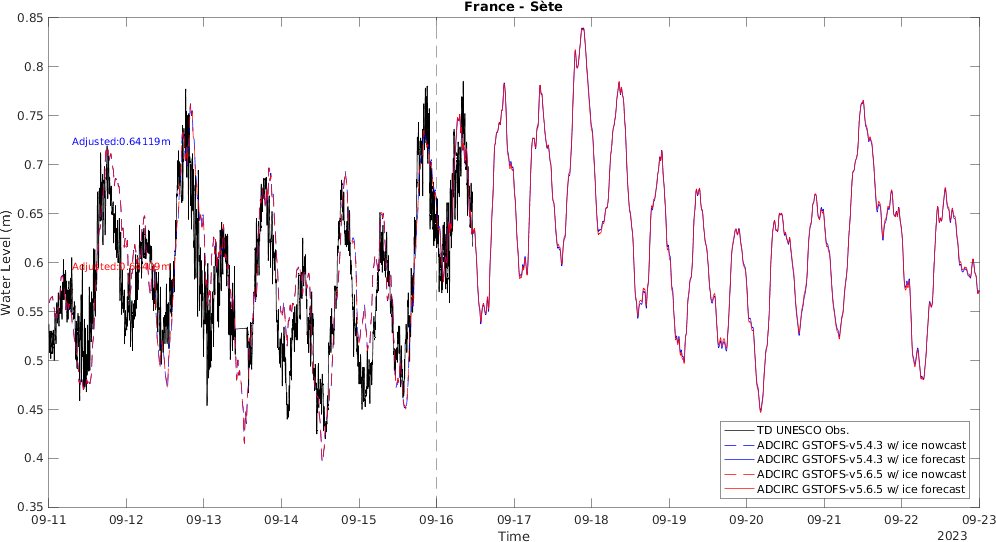 France - Sète
Water Level (m)
0.85
0.8
0.75
0.7
0.65
0.6
0.55
0.5
0.45
0.4
0.35
Adjusted:0.64119m
09-11
09-12
09-13
09-14
09-15
09-16
09-17
09-18
09-19
09-20
09-21
09-22
09-23
Time
2023
TD UNESCO Obs.
ADCIRC GSTOFS-v5.4.3 w/ ice nowcast
ADCIRC GSTOFS-v5.4.3 w/ ice forecast
ADCIRC GSTOFS-v5.6.5 w/ ice nowcast
ADCIRC GSTOFS-v5.6.5 w/ ice forecast